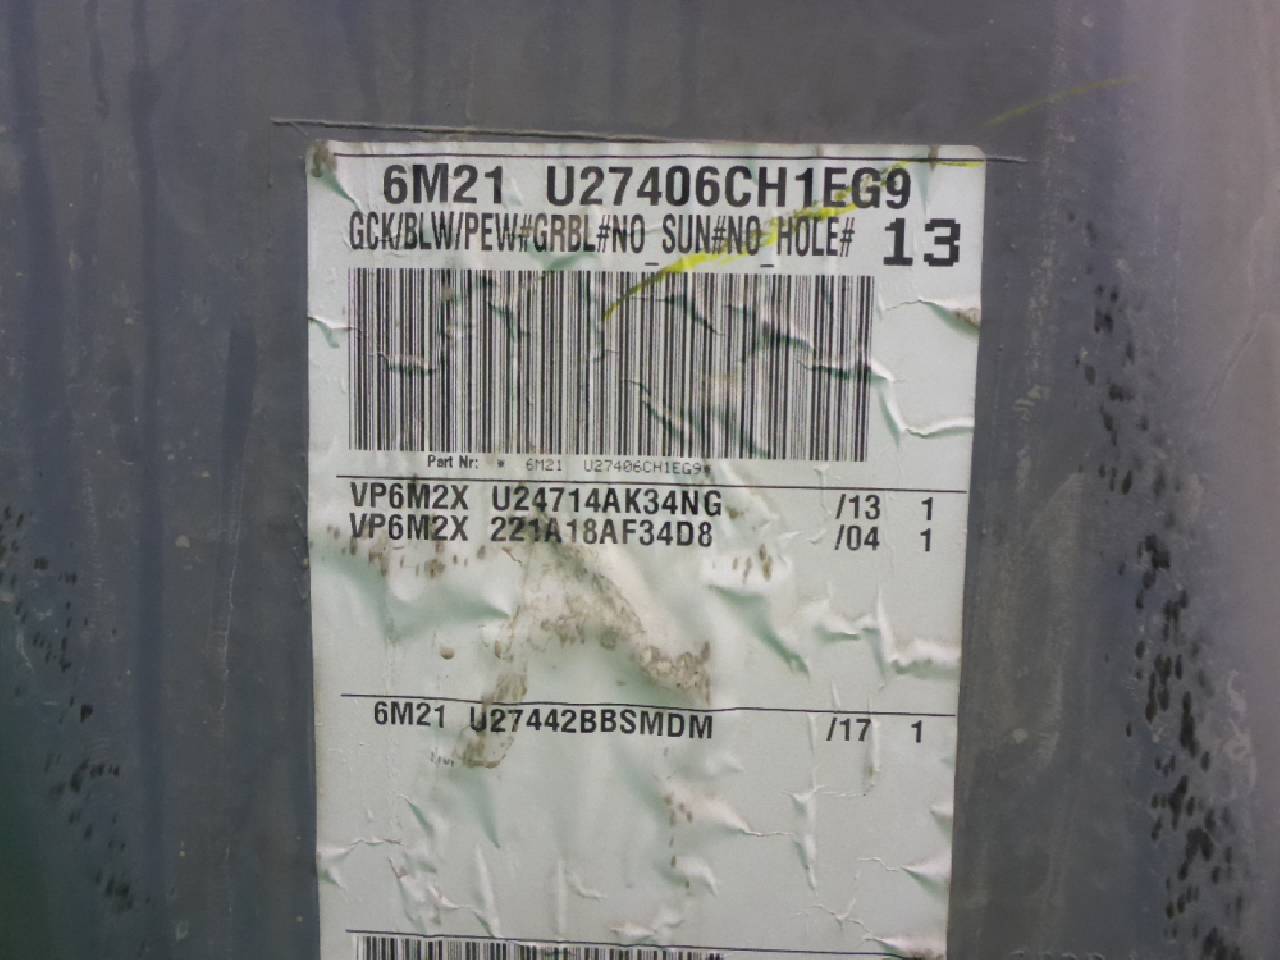 6M21 U27406CH1EG9
GCK/BLW/PEW#GRBL#NO_SUN#NO_HOLE# 13
Part Nr: * 6M21 U27406CH1EG9*
VP6M2X U24714AK34NG /13 1
VP6M2X 221A18AF34D8 /04 1
6M21 U27442BBSMDM /17 1